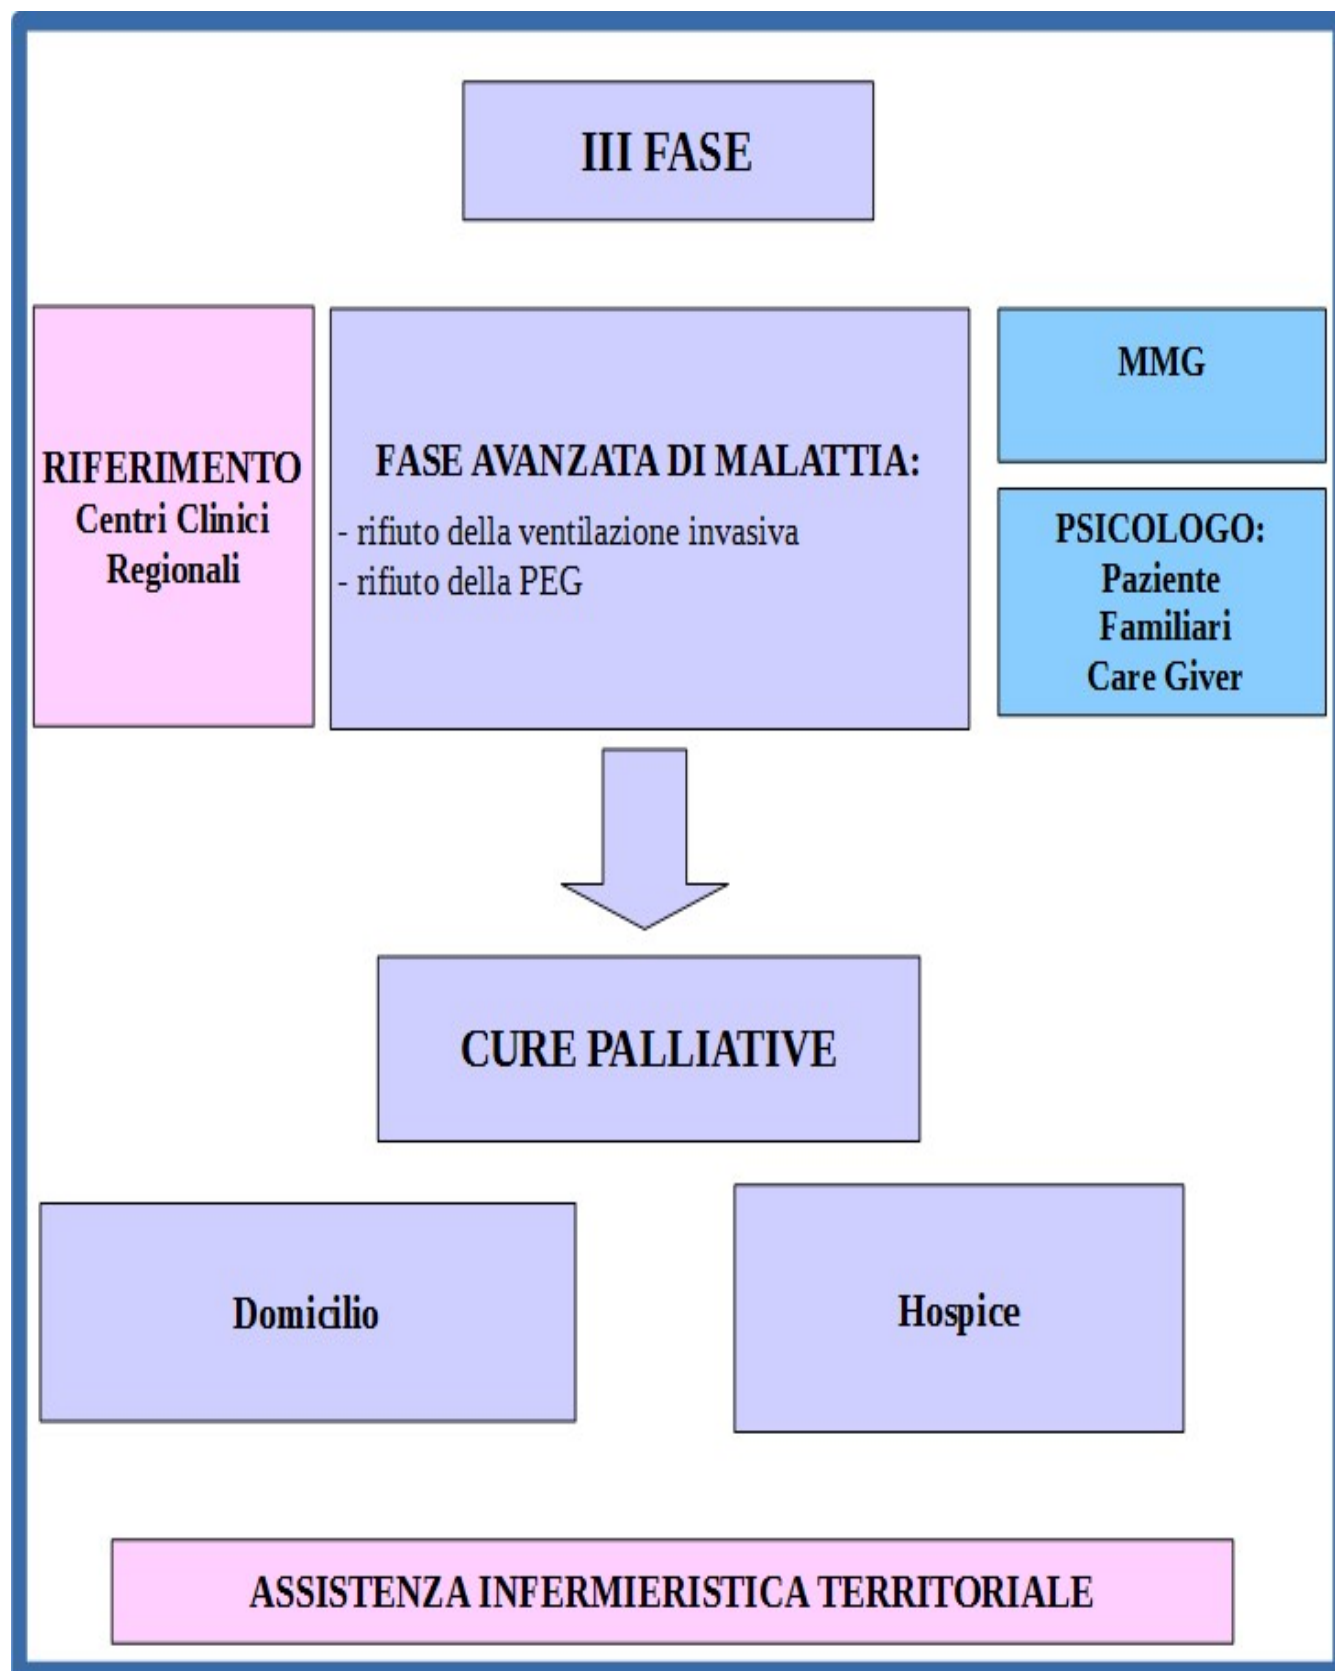 III FASE
RIFERIMENTO
Centri Clinici
Regionali
FASE AVANZATA DI MALATTIA:
- rifiuto della ventilazione invasiva
- rifiuto della PEG
MMG
PSICOLOGO:
Paziente
Familiari
Care Giver
CURE PALLIATIVE
Domicilio
Hospice
ASSISTENZA INFERMIERISTICA TERRITORIALE